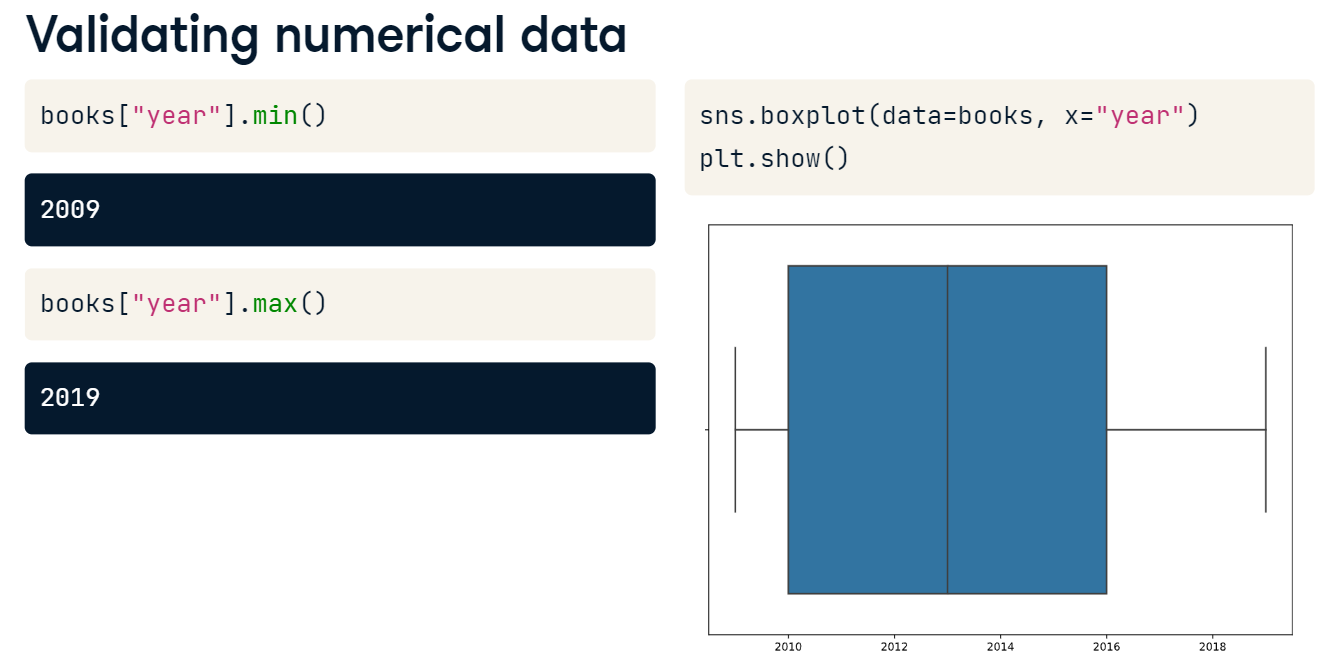 Validating numerical data
books["year"].min()
2009
books["year"].max()
2019
sns.boxplot(data=books, x="year")
plt.show()
2010 2012 2014 2016 2018